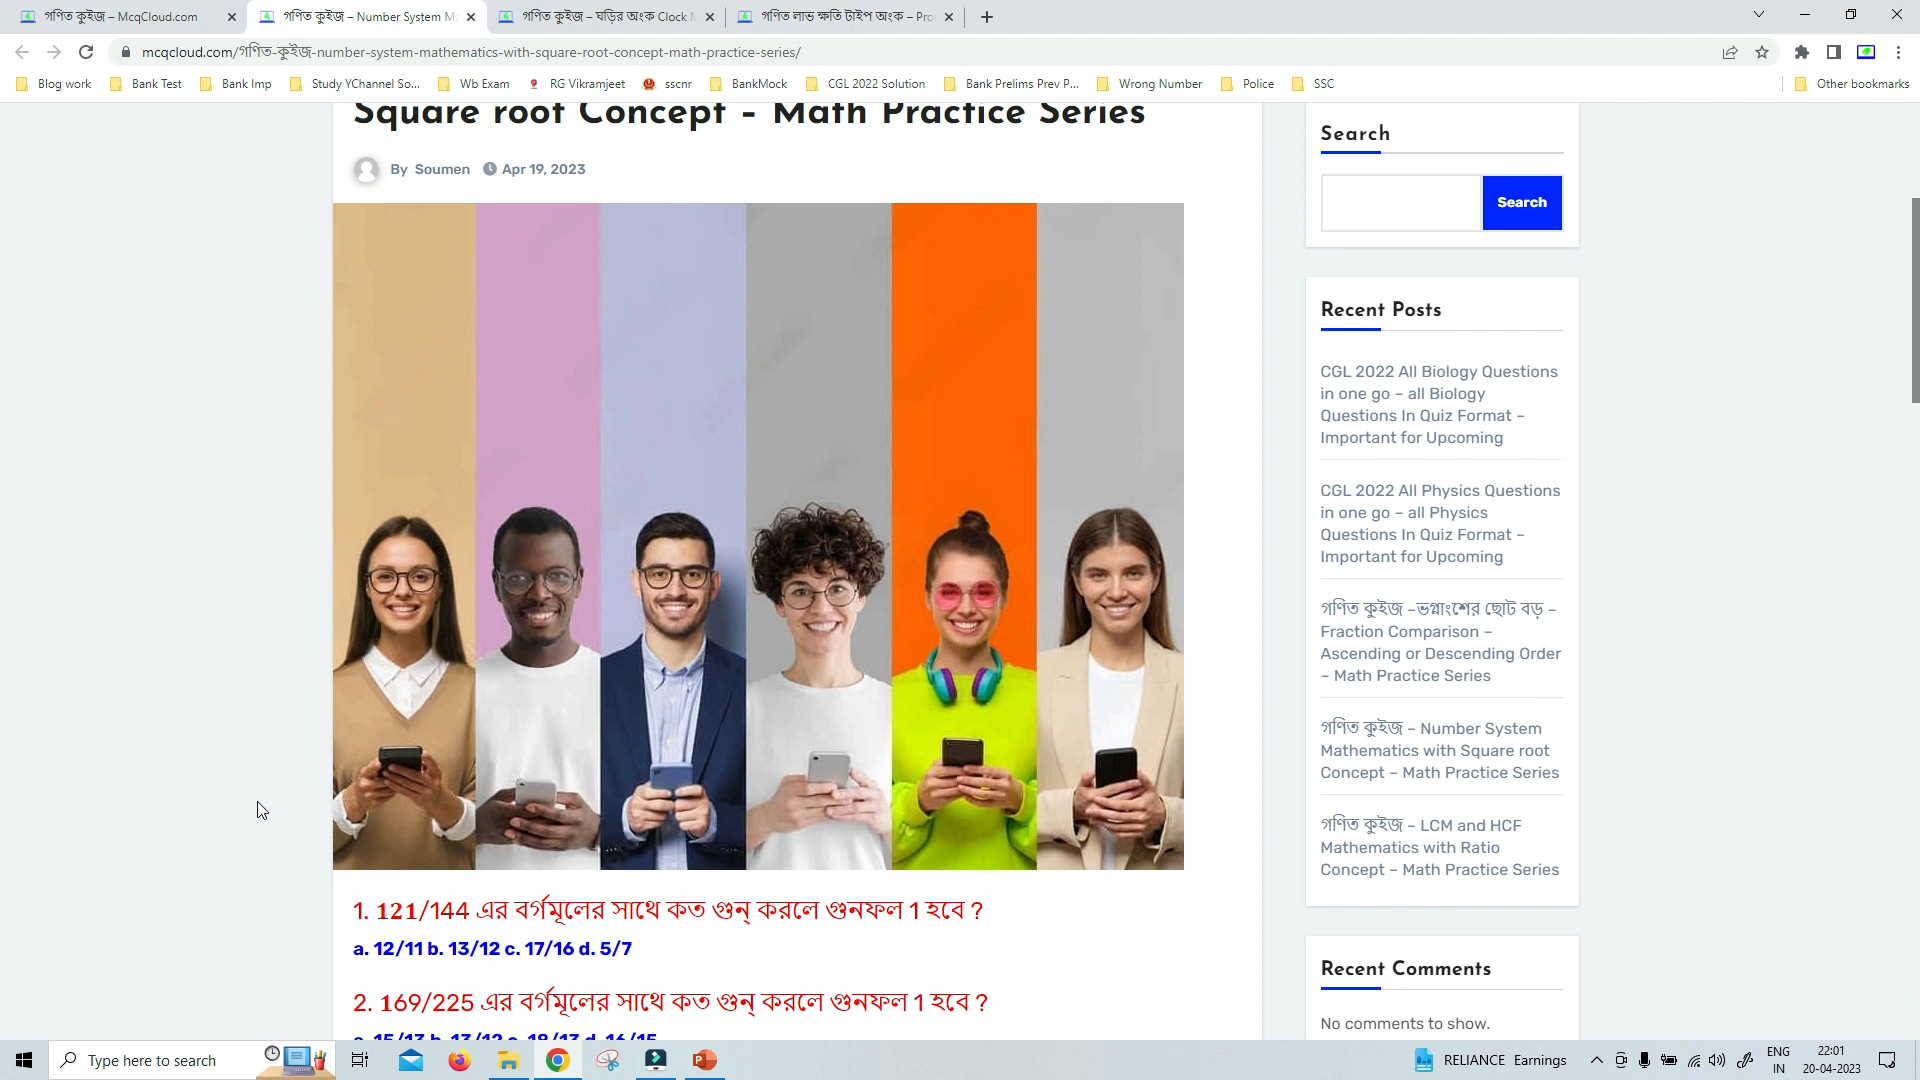 গণিত কুইজ – McqCloud.com
গণিত কুইজ – Number System M
গণিত কুইজ – ঘড়ির অংক Clock
গণিত লাভ ক্ষতি টাইপ অংক – Pro
mcqcloud.com/গণিত-কুইজ-number-system-mathematics-with-square-root-concept-math-practice-series/
Blog work Bank Test Bank Imp Study YChannel So... Wb Exam RG Vikramjeet sscnr BankMock CGL 2022 Solution Bank Prelims Prev P... Wrong Number Police SSC Other bookmarks
Square root Concept – Math Practice Series
By Soumen Apr 19, 2023
1. 121/144 এর বর্গমূলের সাথে কত গুন্ করলে গুনফল 1 হবে ?
a. 12/11 b. 13/12 c. 17/16 d. 5/7
2. 169/225 এর বর্গমূলের সাথে কত গুন্ করলে গুনফল 1 হবে ?
a. 15/13 b. 13/12 c. 18/13 d. 16/15
Search
Search
Recent Posts
CGL 2022 All Biology Questions
in one go – all Biology
Questions In Quiz Format –
Important for Upcoming
CGL 2022 All Physics Questions
in one go – all Physics
Questions In Quiz Format –
Important for Upcoming
গণিত কুইজ –ভগ্নাংশের ছোট বড় –
Fraction Comparison –
Ascending or Descending Order
– Math Practice Series
গণিত কুইজ – Number System
Mathematics with Square root
Concept – Math Practice Series
গণিত কুইজ – LCM and HCF
Mathematics with Ratio
Concept – Math Practice Series
Recent Comments
No comments to show.
Type here to search
RELIANCE Earnings
ENG
IN
22:01
20-04-2023